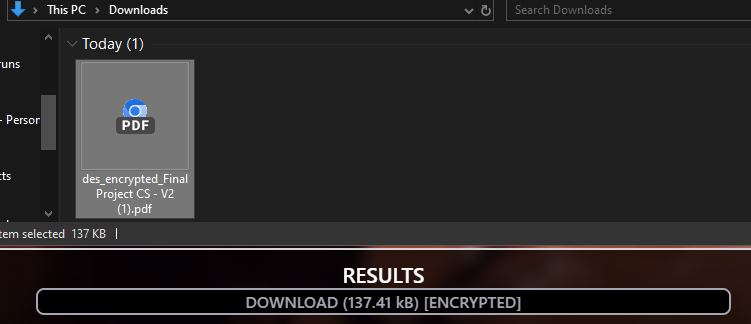 This PC > Downloads
Search Downloads
Today (1)
runs
- Person
PDF
des_encrypted_Final
Project CS - V2
(1).pdf
cts
tem selected 137 KB
RESULTS
DOWNLOAD (137.41 kB) [ENCRYPTED]